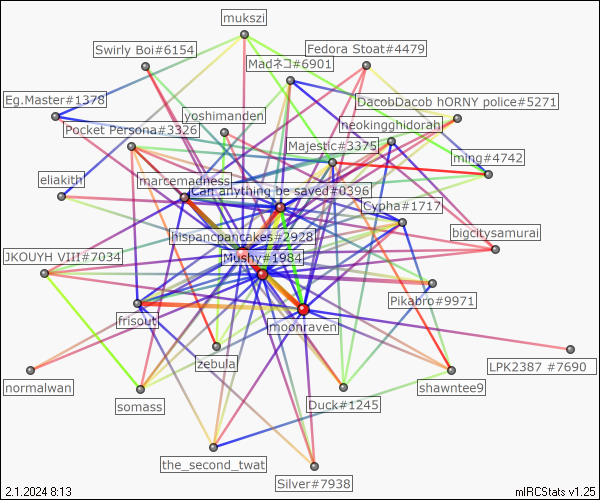 mukszi
Swirly Boi#6154
Fedora Stoat#4479
Madネコ#6901
Eg.Master#1378
DacobDacob hORNY police#5271
yoshimanden
neokingghidorah
Pocket Persona#3326
Majestic#3375
ming#4742
eliakith
marcemadness
Can anything be saved#0396
Cypha#1717
hispancpancakes#2928
bigcitysamurai
JKOUYH VIII#7034
Mushy#1984
Pikabro#9971
frisout
moonraven
zebula
LPK2387 #7690
normalwan
shawntee9
somass
Duck#1245
the_second_twat
Silver#7938
2.1.2024 8:13
mIRCStats v1.25